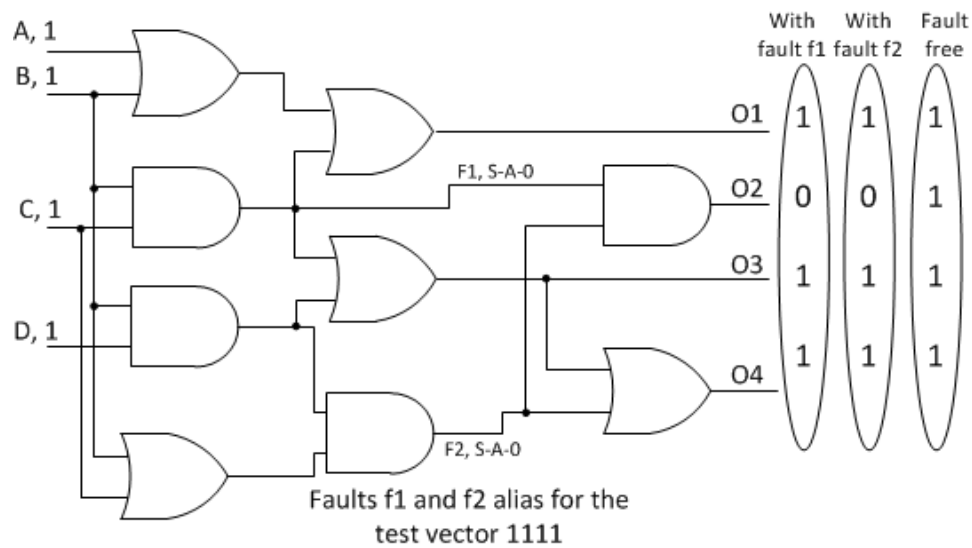 With fault f1
With fault f2
Fault free
A, 1
B, 1
C, 1
D, 1
F1, S-A-0
F2, S-A-0
O1 1 1 1
O2 0 0 1
O3 1 1 1
O4 1 1 1
Faults f1 and f2 alias for the
test vector 1111